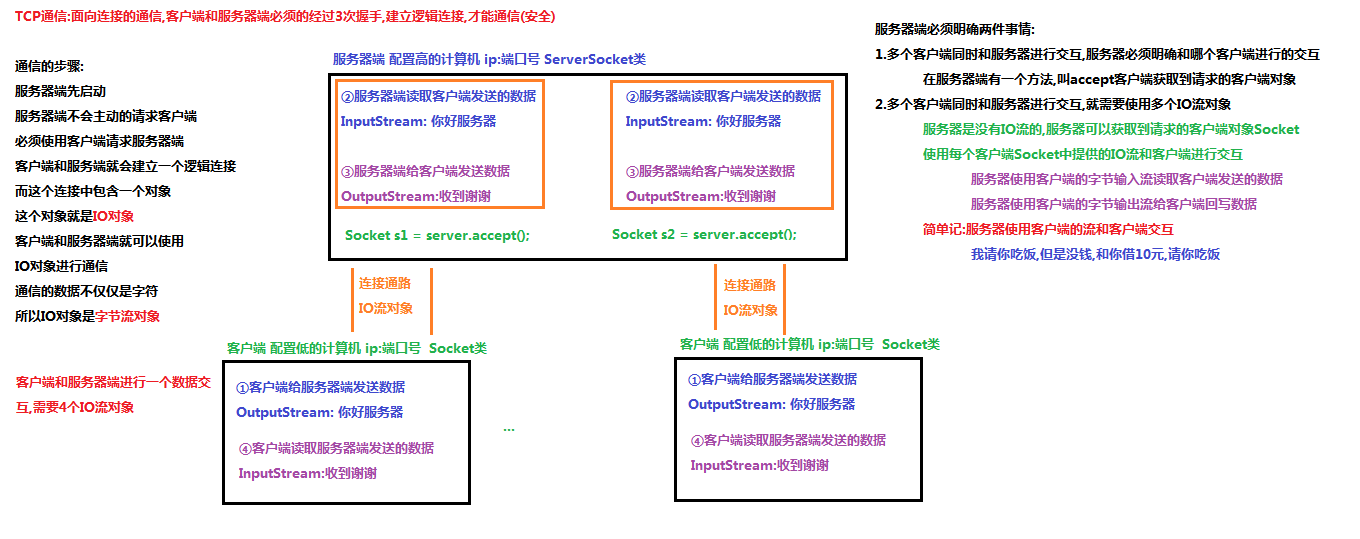 TCP通信:面向连接的通信,客户端和服务器端必须的经过3次握手,建立逻辑连接,才能通信(安全)
通信的步骤:
服务器端先启动
服务器端不会主动的请求客户端
必须使用客户端请求服务器端
客户端和服务端就会建立一个逻辑连接
而这个连接中包含一个对象
这个对象就是IO对象
客户端和服务器端就可以使用
IO对象进行通信
通信的数据不仅仅是字符
所以IO对象是字节流对象
客户端和服务器端进行一个数据交
互,需要4个IO流对象
服务器端 配置高的计算机 ip:端口号 ServerSocket类
②服务器端读取客户端发送的数据
InputStream: 你好服务器
③服务器端给客户端发送数据
OutputStream:收到谢谢
Socket s1 = server.accept();
②服务器端读取客户端发送的数据
InputStream: 你好服务器
③服务器端给客户端发送数据
OutputStream:收到谢谢
Socket s2 = server.accept();
连接通路
IO流对象
连接通路
IO流对象
客户端 配置低的计算机 ip:端口号 Socket类
①客户端给服务器端发送数据
OutputStream: 你好服务器
④客户端读取服务器端发送的数据
InputStream:收到谢谢
...
客户端 配置低的计算机 ip:端口号 Socket类
①客户端给服务器端发送数据
OutputStream: 你好服务器
④客户端读取服务器端发送的数据
InputStream:收到谢谢
服务器端必须明确两件事情:
1.多个客户端同时和服务器进行交互,服务器必须明确和哪个客户端进行的交互
在服务器端有一个方法,叫accept客户端获取到请求的客户端对象
2.多个客户端同时和服务器进行交互,就需要使用多个IO流对象
服务器是没有IO流的,服务器可以获取到请求的客户端对象Socket
使用每个客户端Socket中提供的IO流和客户端进行交互
服务器使用客户端的字节输入流读取客户端发送的数据
服务器使用客户端的字节输出流给客户端回写数据
简单记:服务器使用客户端的流和客户端交互
我请你吃饭,但是没钱,和你借10元,请你吃饭